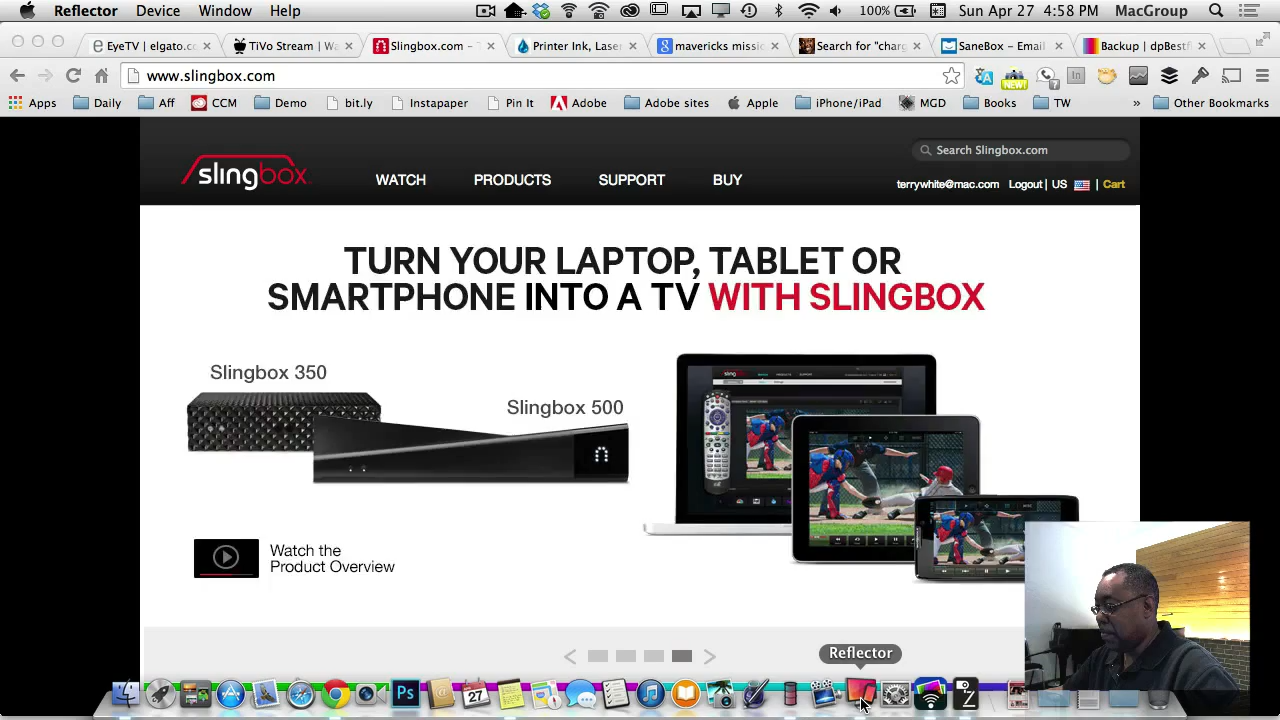 Reflector Device Window Help 100% Sun Apr 27 4:58 PM MacGroup
EyeTV | elgato.c
TiVo Stream | Wa
Slingbox.com – T
Printer Ink, Laser
mavericks missi
Search for "charg
SaneBox – Email
Backup | dpBestf
www.slingbox.com
NEW!
Apps Daily Aff CCM Demo bit.ly Instapaper Pin It Adobe Adobe sites Apple iPhone/iPad MGD Books TW » Other Bookmarks
Search Slingbox.com
slingbox
WATCH PRODUCTS SUPPORT BUY
terrywhite@mac.com Logout | US | Cart
TURN YOUR LAPTOP, TABLET OR
SMARTPHONE INTO A TV WITH SLINGBOX
Slingbox 350
Slingbox 500
Watch the
Product Overview
Reflector
Ps
27